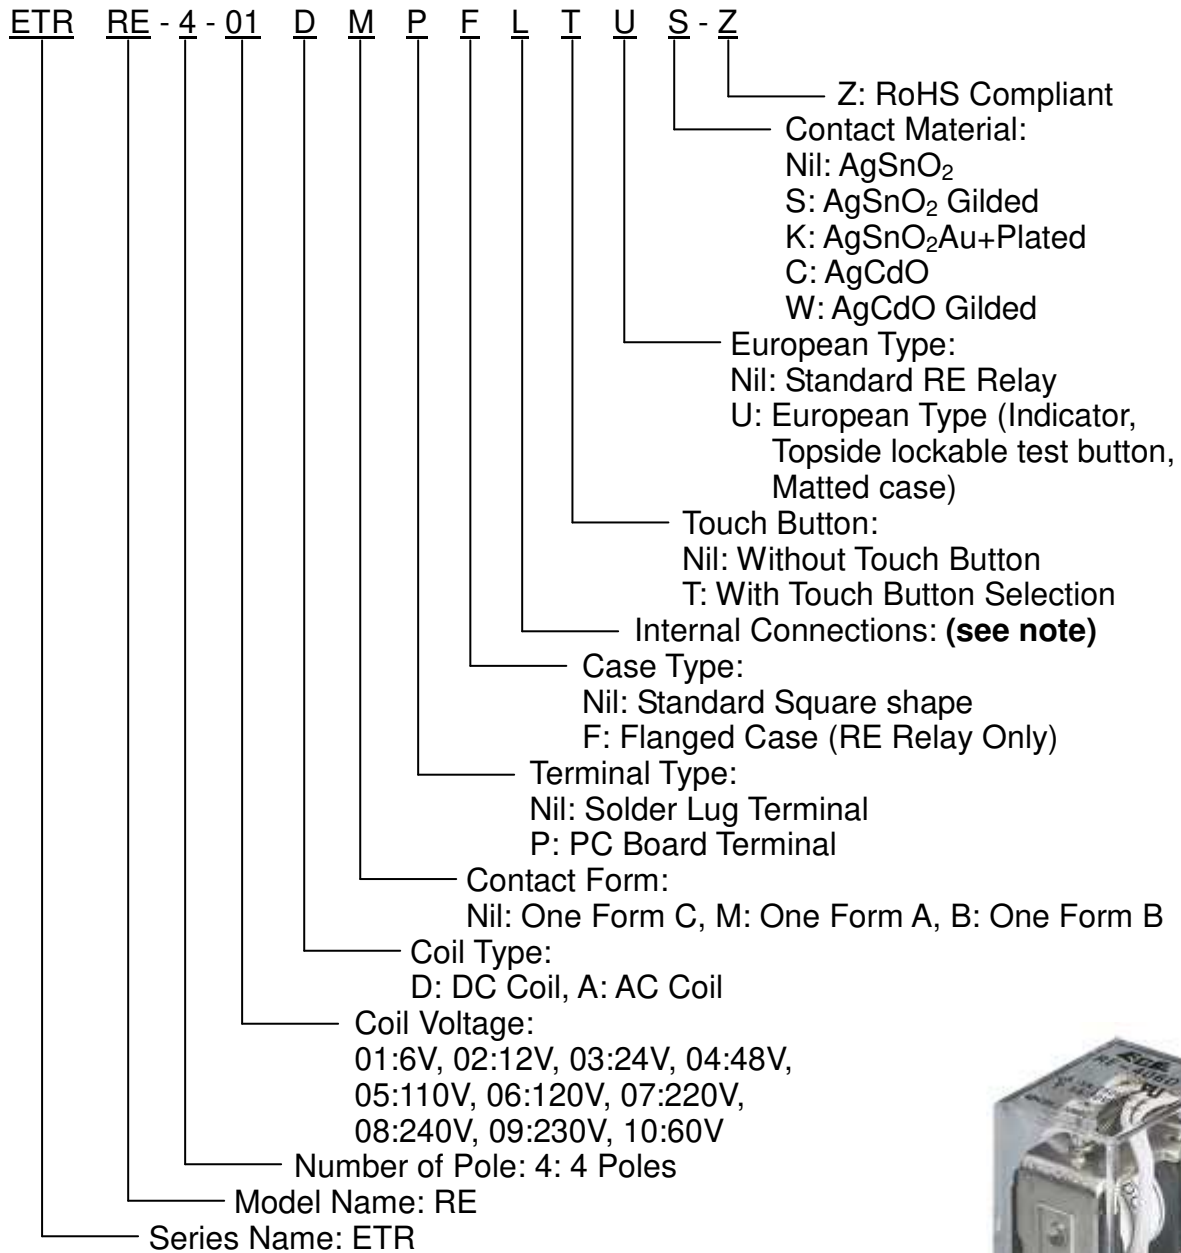 ETR RE - 4 - 01 D M P F L T U S - Z
Z: RoHS Compliant
Contact Material:
Nil: AgSnO₂
S: AgSnO₂ Gilded
K: AgSnO₂Au+Plated
C: AgCdO
W: AgCdO Gilded
European Type:
Nil: Standard RE Relay
U: European Type (Indicator,
Topside lockable test button,
Matted case)
Touch Button:
Nil: Without Touch Button
T: With Touch Button Selection
Internal Connections: (see note)
Case Type:
Nil: Standard Square shape
F: Flanged Case (RE Relay Only)
Terminal Type:
Nil: Solder Lug Terminal
P: PC Board Terminal
Contact Form:
Nil: One Form C, M: One Form A, B: One Form B
Coil Type:
D: DC Coil, A: AC Coil
Coil Voltage:
01:6V, 02:12V, 03:24V, 04:48V,
05:110V, 06:120V, 07:220V,
08:240V, 09:230V, 10:60V
Number of Pole: 4: 4 Poles
Model Name: RE
Series Name: ETR